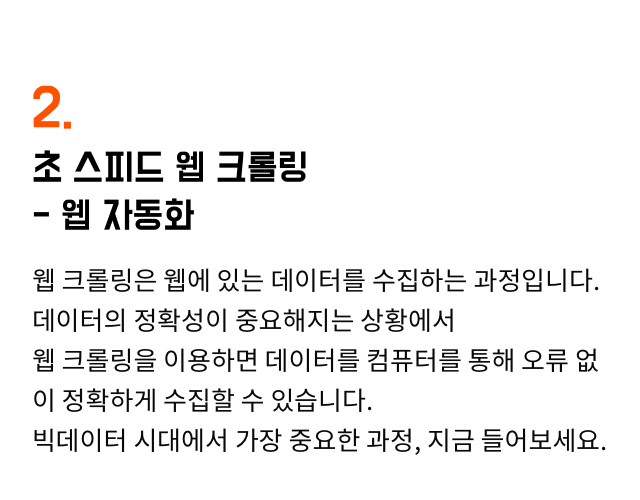 2.
초 스피드 웹 크롤링
- 웹 자동화
웹 크롤링은 웹에 있는 데이터를 수집하는 과정입니다.
데이터의 정확성이 중요해지는 상황에서
웹 크롤링을 이용하면 데이터를 컴퓨터를 통해 오류 없
이 정확하게 수집할 수 있습니다.
빅데이터 시대에서 가장 중요한 과정, 지금 들어보세요.